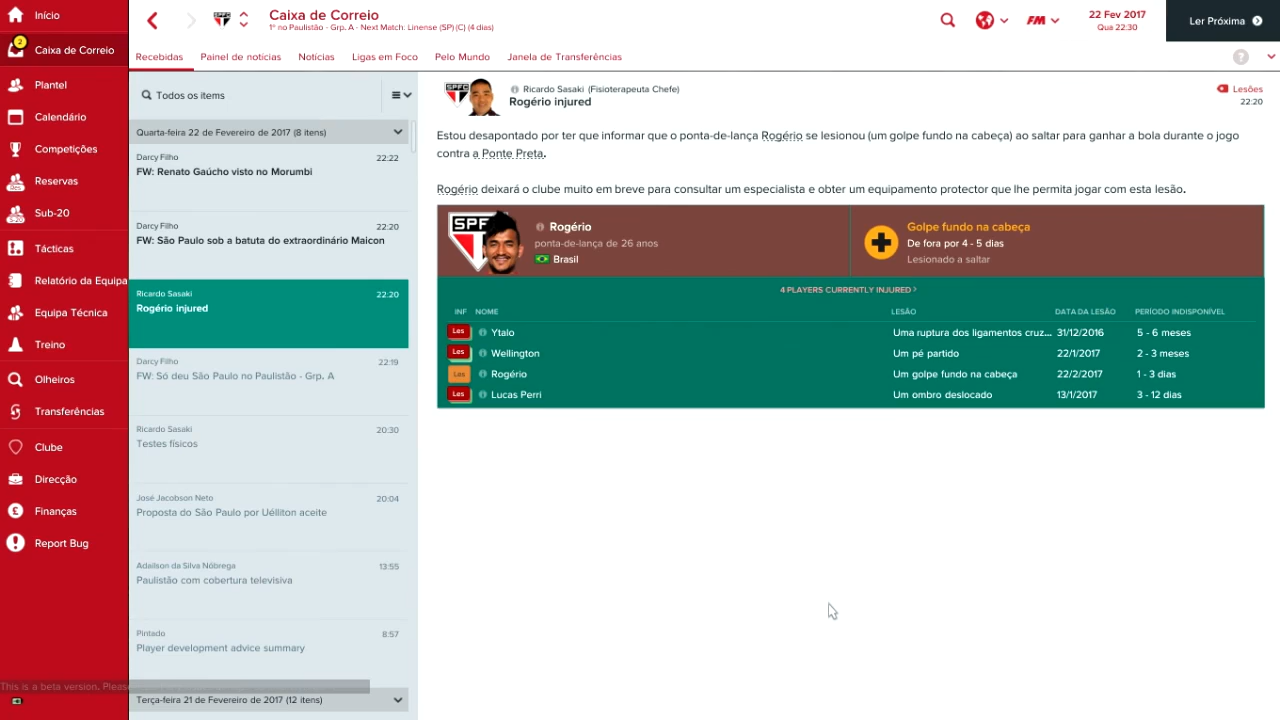 Início
2
Caixa de Correio
Plantel
Calendário
Competições
Reservas
Sub-20
Tácticas
Relatório da Equipa
Equipa Técnica
Treino
Olheiros
Transferências
Clube
Direcção
Finanças
Report Bug
This is a beta version. Please
Caixa de Correio
1º no Paulistão - Grp. A - Next Match: Linense (SP) (C) (4 dias)
FM
22 Fev 2017
Qua 22:30
Ler Próxima
Recebidas
Painel de notícias
Notícias
Ligas em Foco
Pelo Mundo
Janela de Transferências
?
Todos os itens
Quarta-feira 22 de Fevereiro de 2017 (8 itens)
Darcy Filho 22:22
FW: Renato Gaúcho visto no Morumbi
Darcy Filho 22:20
FW: São Paulo sob a batuta do extraordinário Maicon
Ricardo Sasaki 22:20
Rogério injured
Darcy Filho 22:19
FW: Só deu São Paulo no Paulistão - Grp. A
Ricardo Sasaki 20:30
Testes físicos
José Jacobson Neto 20:04
Proposta do São Paulo por Uélliton aceite
Adailson da Silva Nóbrega 13:55
Paulistão com cobertura televisiva
Pintado 8:57
Player development advice summary
Terça-feira 21 de Fevereiro de 2017 (12 itens)
SPFC
Ricardo Sasaki (Fisioterapeuta Chefe)
Rogério injured
Lesões
22:20
Estou desapontado por ter que informar que o ponta-de-lança Rogério se lesionou (um golpe fundo na cabeça) ao saltar para ganhar a bola durante o jogo
contra a Ponte Preta.
Rogério deixará o clube muito em breve para consultar um especialista e obter um equipamento protector que lhe permita jogar com esta lesão.
SPF
Rogério
ponta-de-lança de 26 anos
Brasil
Golpe fundo na cabeça
De fora por 4 - 5 dias
Lesionado a saltar
4 PLAYERS CURRENTLY INJURED >
INF NOME LESÃO DATA DA LESÃO PERÍODO INDISPONÍVEL
Les Ytalo Uma ruptura dos ligamentos cruz... 31/12/2016 5 - 6 meses
Les Wellington Um pé partido 22/1/2017 2 - 3 meses
Les Rogério Um golpe fundo na cabeça 22/2/2017 1 - 3 dias
Les Lucas Perri Um ombro deslocado 13/1/2017 3 - 12 dias